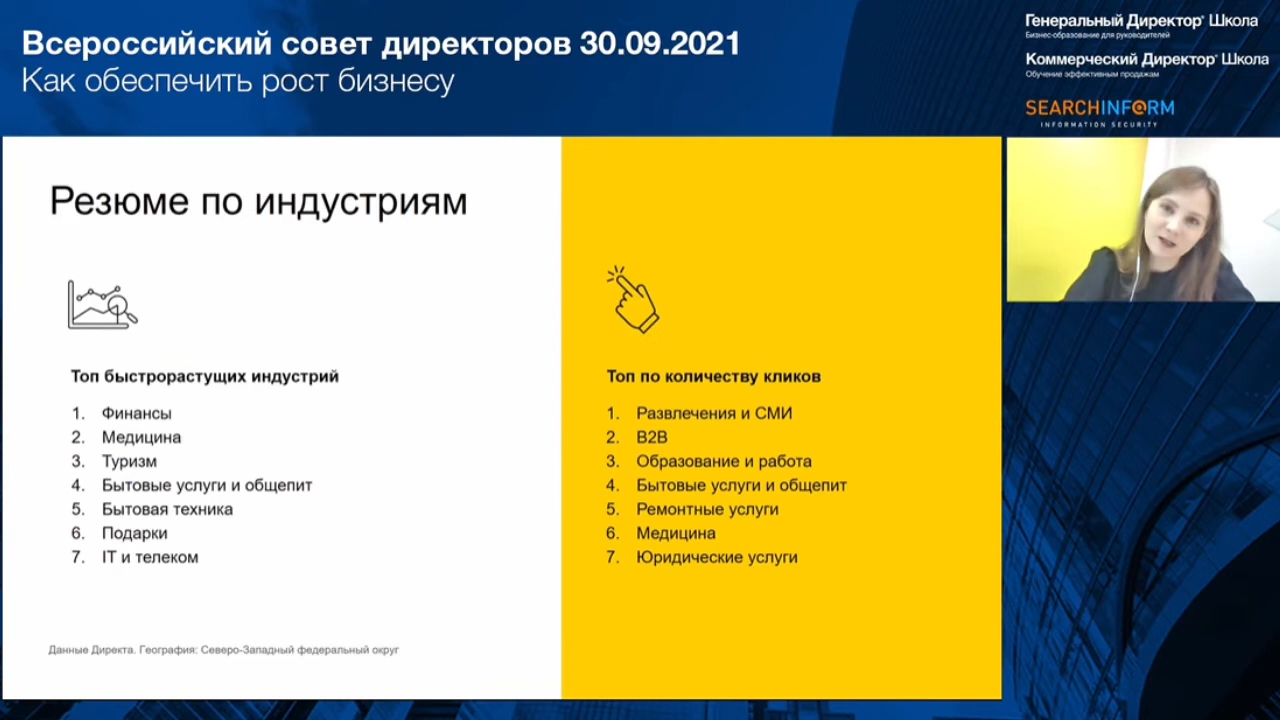 Всероссийский совет директоров 30.09.2021
Как обеспечить рост бизнесу
Генеральный Директор® Школа
Бизнес-образование для руководителей
Коммерческий Директор® Школа
Обучение эффективным продажам
SEARCHINF@RM
INFORMATION SECURITY
Резюме по индустриям
Топ быстрорастущих индустрий
1. Финансы
2. Медицина
3. Туризм
4. Бытовые услуги и общепит
5. Бытовая техника
6. Подарки
7. IT и телеком
Топ по количеству кликов
1. Развлечения и СМИ
2. B2B
3. Образование и работа
4. Бытовые услуги и общепит
5. Ремонтные услуги
6. Медицина
7. Юридические услуги
Данные Директа. География: Северо-Западный федеральный округ